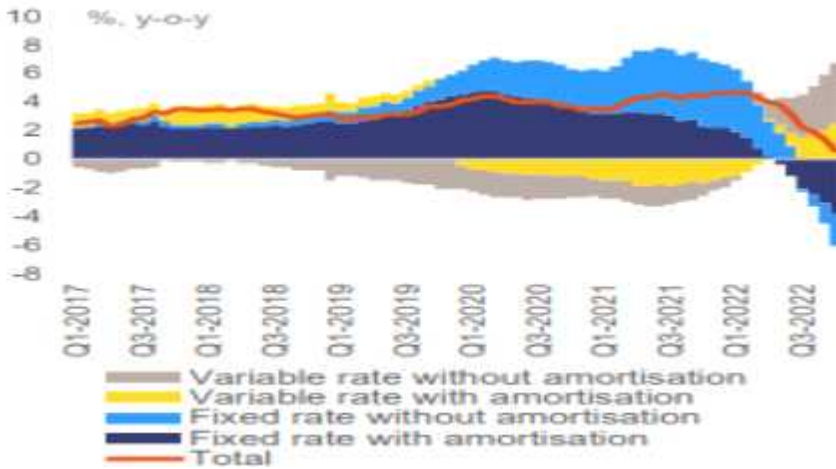 %, y-o-y
10
8
6
4
2
0
-2
-4
-6
-8
Q1-2017
Q3-2017
Q1-2018
Q3-2018
Q1-2019
Q3-2019
Q1-2020
Q3-2020
Q1-2021
Q3-2021
Q1-2022
Q3-2022
Variable rate without amortisation
Variable rate with amortisation
Fixed rate without amortisation
Fixed rate with amortisation
Total